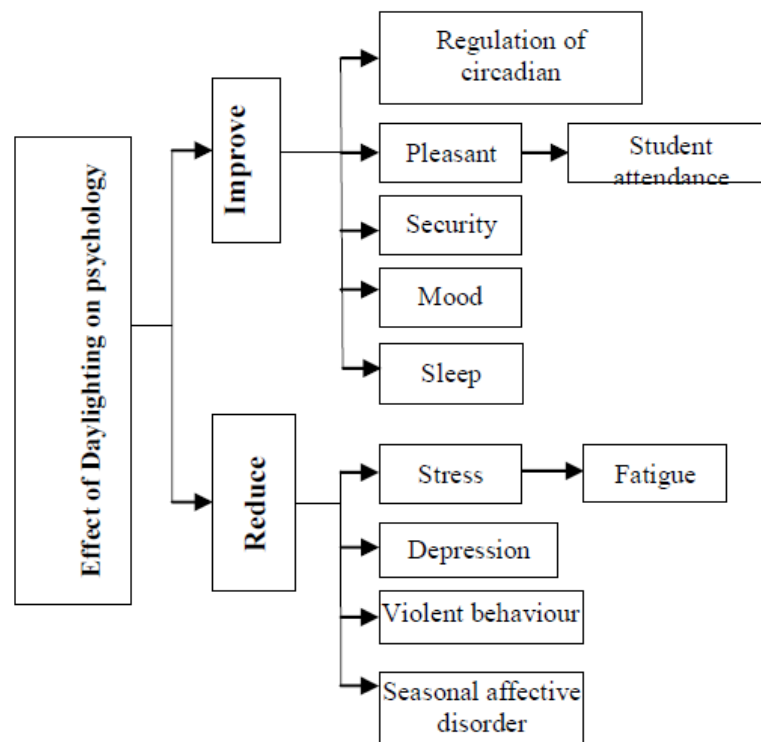 Effect of Daylighting on psychology
Improve
Regulation of
circadian
Pleasant
Student
attendance
Security
Mood
Sleep
Reduce
Stress
Fatigue
Depression
Violent behaviour
Seasonal affective
disorder